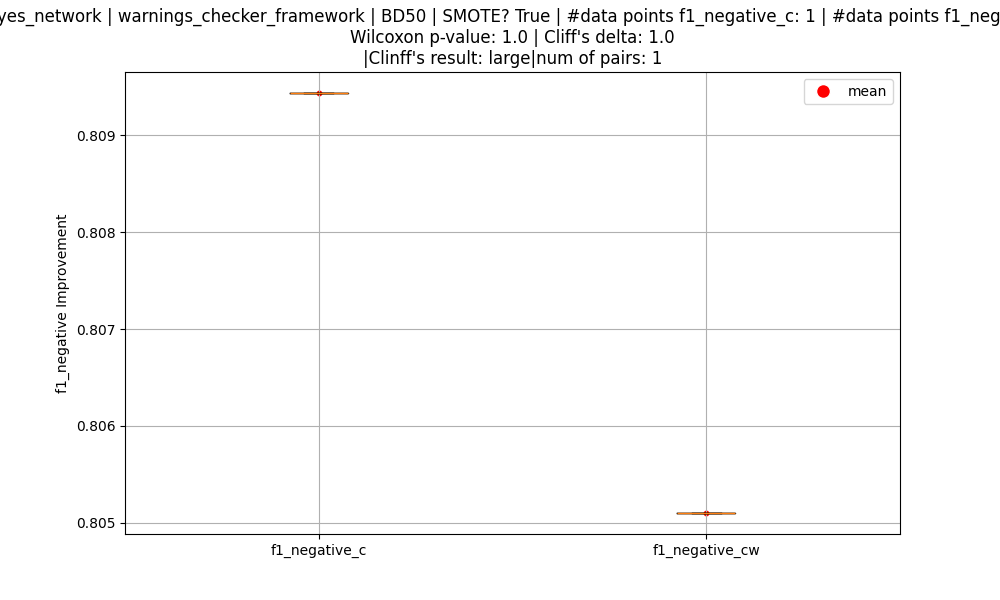 yes_network | warnings_checker_framework | BD50 | SMOTE? True | #data points f1_negative_c: 1 | #data points f1_neg
Wilcoxon p-value: 1.0 | Cliff's delta: 1.0
|Clinff's result: large|num of pairs: 1
mean
0.809
0.808
0.807
0.806
0.805
f1_negative Improvement
f1_negative_c
f1_negative_cw